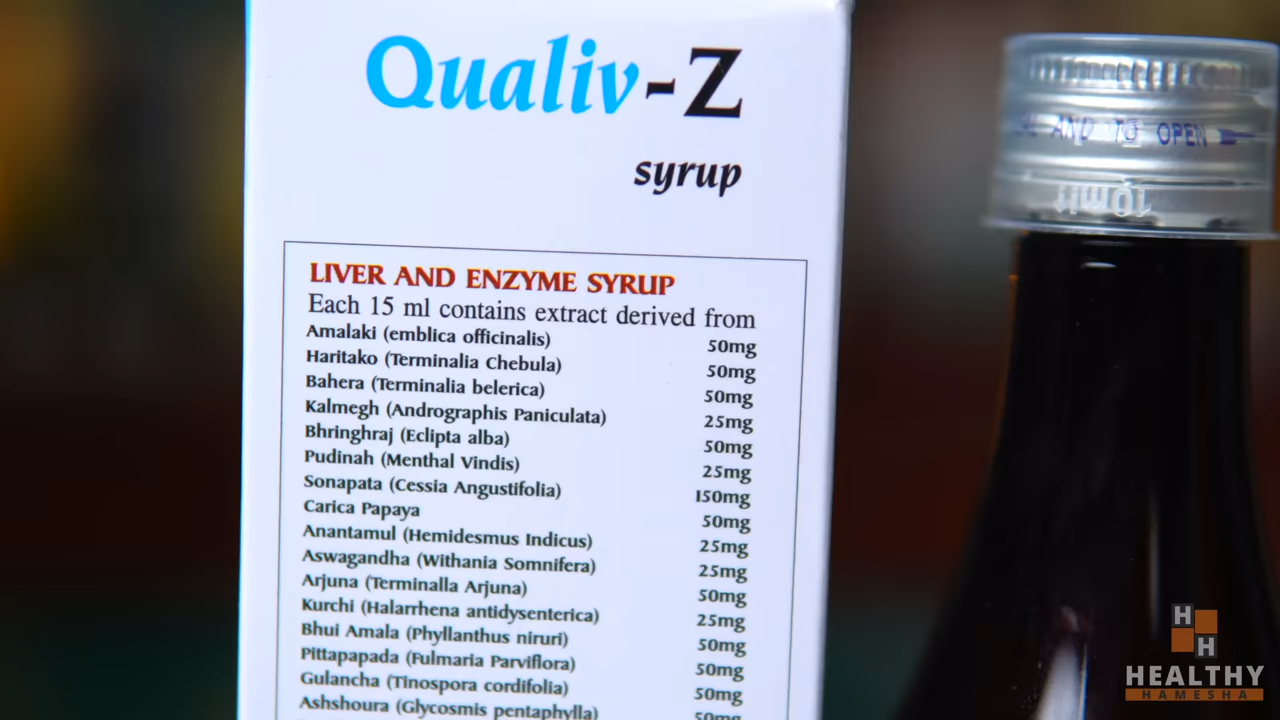 Qualiv-Z
syrup
LIVER AND ENZYME SYRUP
Each 15 ml contains extract derived from
Amalaki (emblica officinalis) 50mg
Haritako (Terminalia Chebula) 50mg
Bahera (Terminalia belerica) 50mg
Kalmegh (Andrographis Paniculata) 25mg
Bhringhraj (Eclipta alba) 50mg
Pudinah (Menthal Vindis) 25mg
Sonapata (Cessia Angustifolia) 150mg
Carica Papaya 50mg
Anantamul (Hemidesmus Indicus) 25mg
Aswagandha (Withania Somnifera) 25mg
Arjuna (Terminalla Arjuna) 50mg
Kurchi (Halarrhena antidysenterica) 25mg
Bhui Amala (Phyllanthus niruri) 50mg
Pittapapada (Fulmaria Parviflora) 50mg
Gulancha (Tinospora cordifolia) 50mg
Ashshoura (Glycosmis pentaphylla) 50mg
AND TO OPEN
10ml
H
H
HEALTHY
HAMESHA